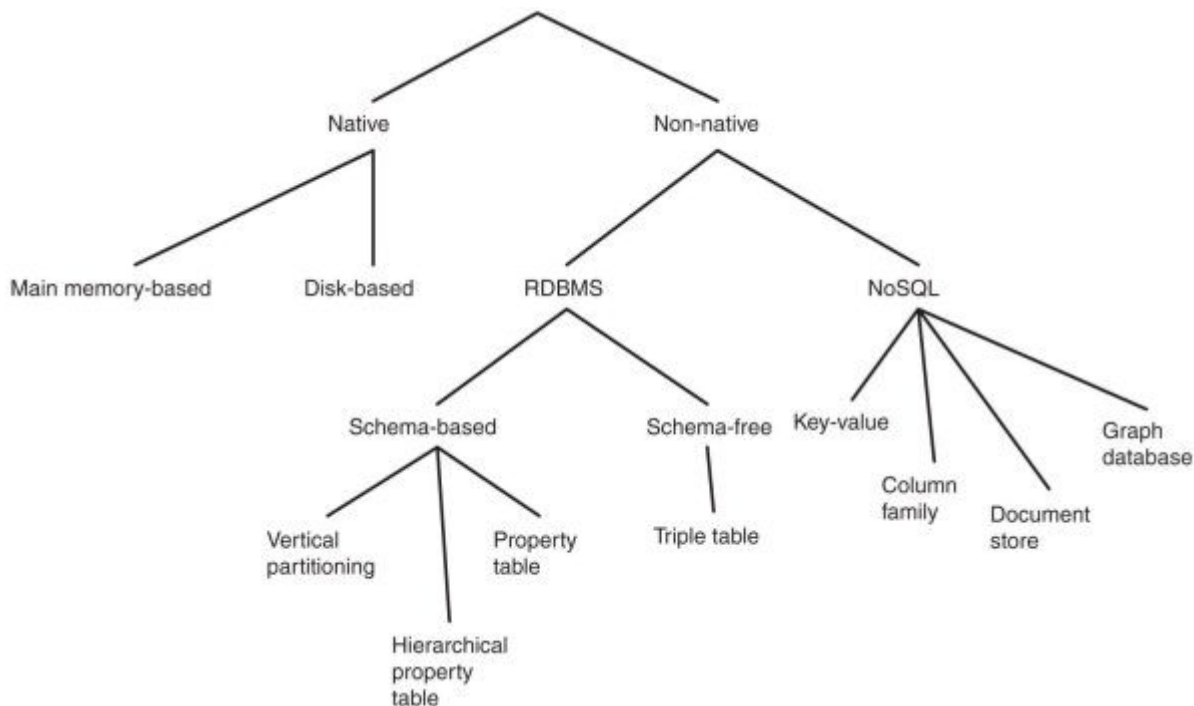 Native
Non-native
Main memory-based
Disk-based
RDBMS
NoSQL
Schema-based
Schema-free
Key-value
Graph
database
Column
family
Document
store
Vertical
partitioning
Property
table
Triple table
Hierarchical
property
table